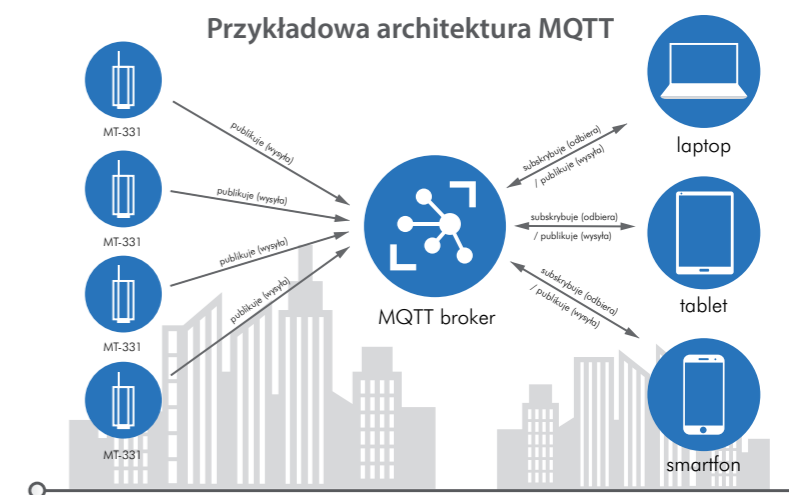 Przykładowa architektura MQTT
MT-331
publikuje (wysyła)
MT-331
publikuje (wysyła)
MT-331
publikuje (wysyła)
MT-331
publikuje (wysyła)
MQTT broker
subskrybuje (odbiera)
/ publikuje (wysyła)
laptop
subskrybuje (odbiera)
/ publikuje (wysyła)
tablet
subskrybuje (odbiera)
/ publikuje (wysyła)
smartfon